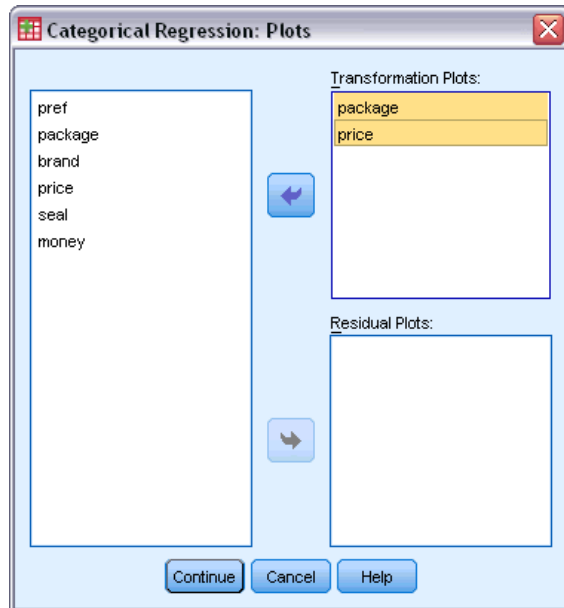 Categorical Regression: Plots
pref
package
brand
price
seal
money
Transformation Plots:
package
price
Residual Plots:
Continue
Cancel
Help